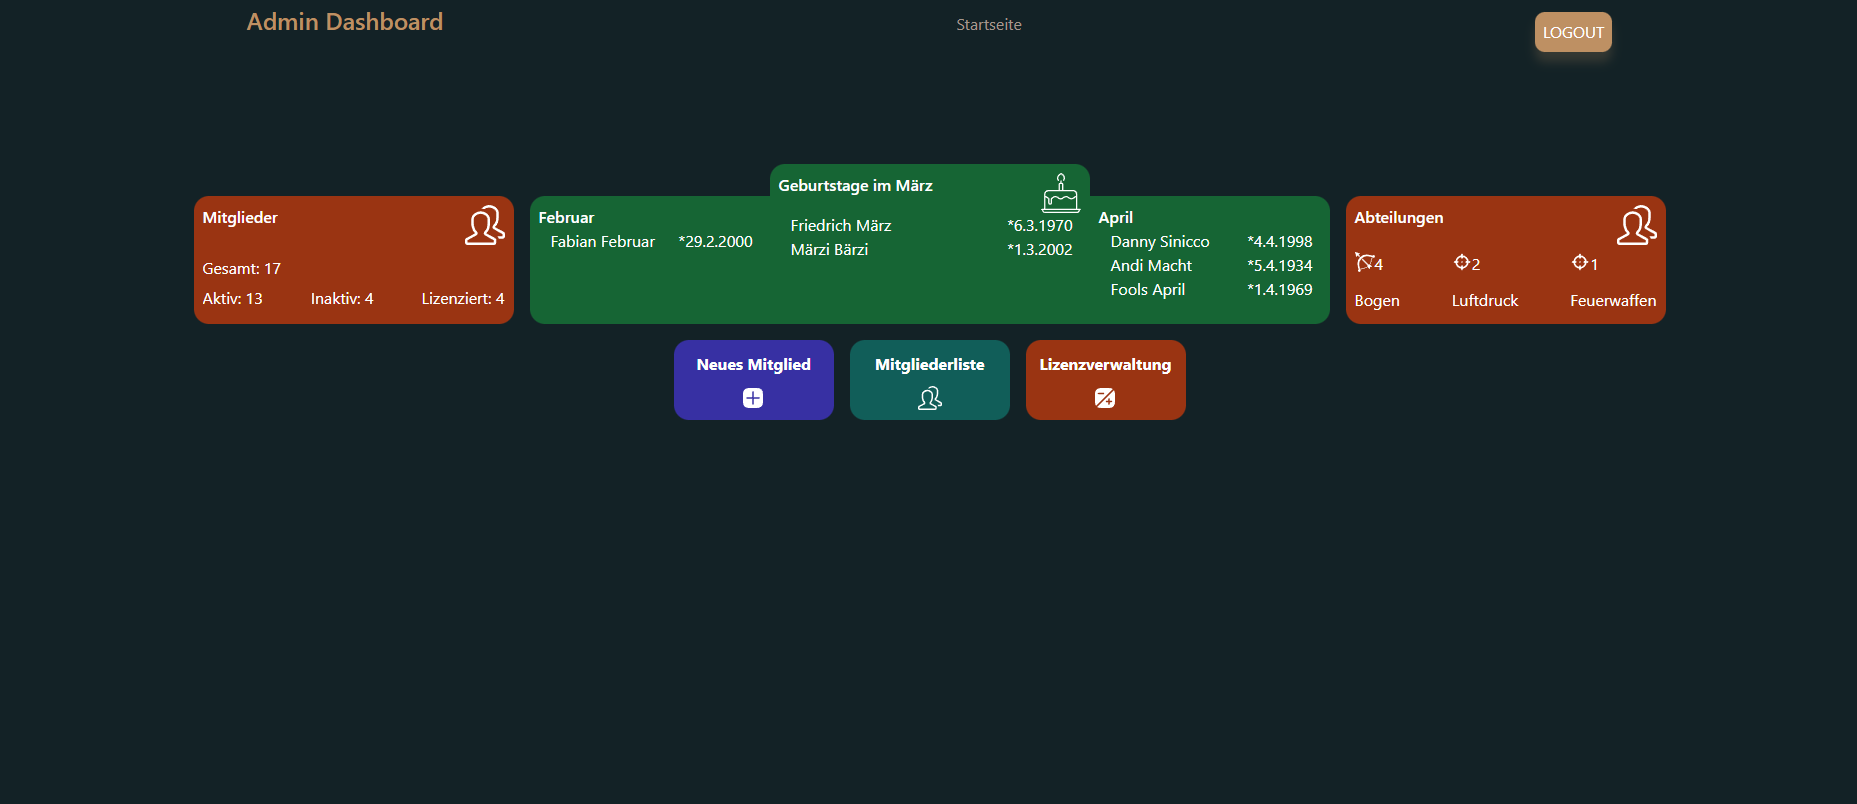 Admin Dashboard
Startseite
LOGOUT
Mitglieder
Gesamt: 17
Aktiv: 13 Inaktiv: 4 Lizenziert: 4
Februar
Fabian Februar *29.2.2000
Geburtstage im März
Friedrich März *6.3.1970
Märzi Bärzi *1.3.2002
April
Danny Sinicco *4.4.1998
Andi Macht *5.4.1934
Fools April *1.4.1969
Abteilungen
4 2 1
Bogen Luftdruck Feuerwaffen
Neues Mitglied
Mitgliederliste
Lizenzverwaltung